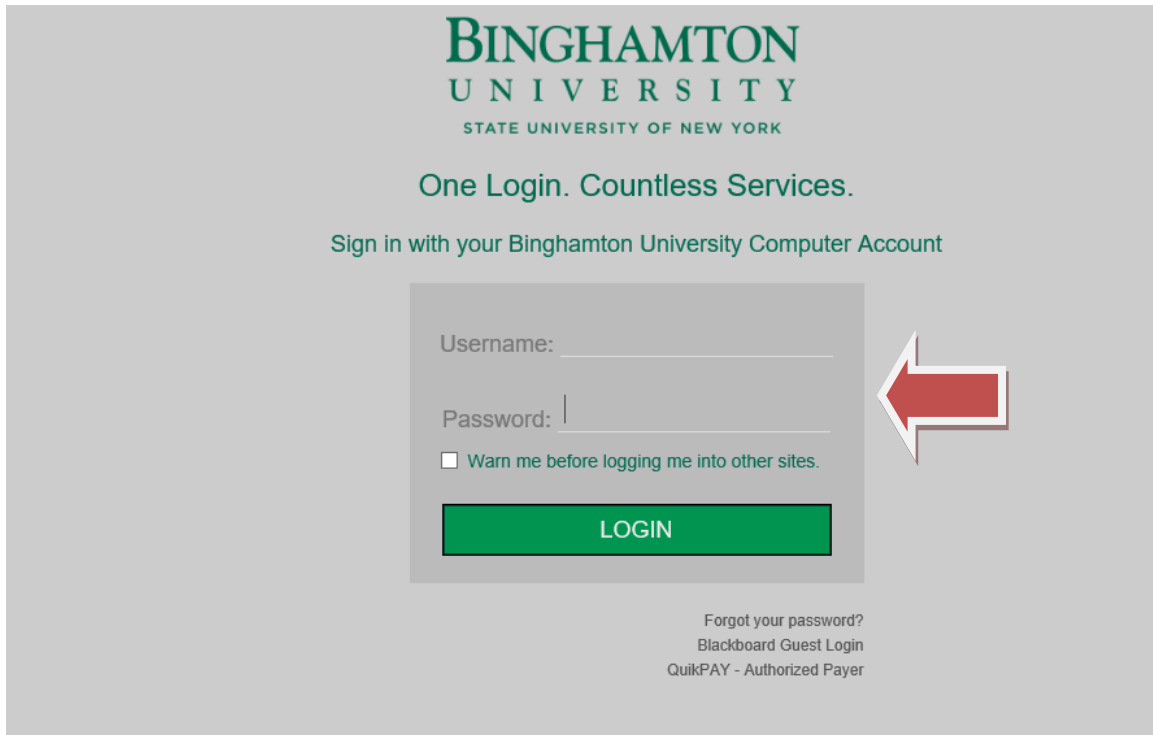 BINGHAMTON
UNIVERSITY
STATE UNIVERSITY OF NEW YORK
One Login. Countless Services.
Sign in with your Binghamton University Computer Account
Username:
Password:
Warn me before logging me into other sites.
LOGIN
Forgot your password?
Blackboard Guest Login
QuikPAY - Authorized Payer